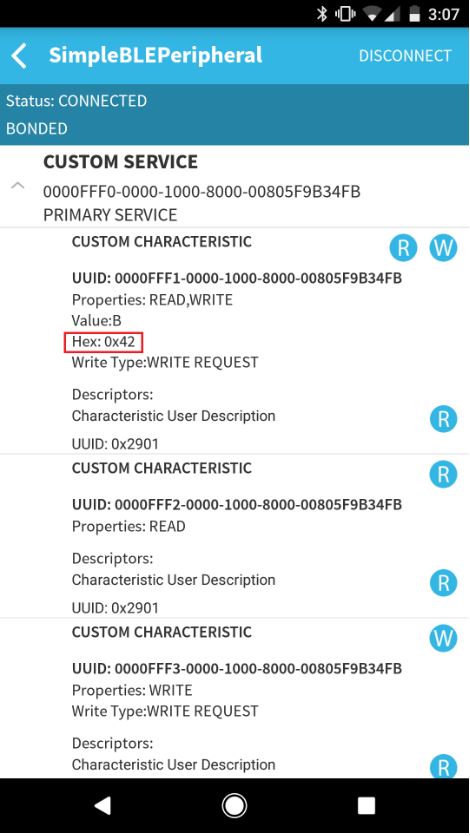 3:07
SimpleBLEPeripheral DISCONNECT
Status: CONNECTED
BONDED
CUSTOM SERVICE
0000FFF0-0000-1000-8000-00805F9B34FB
PRIMARY SERVICE
CUSTOM CHARACTERISTIC R W
UUID: 0000FFF1-0000-1000-8000-00805F9B34FB
Properties: READ,WRITE
Value:B
Hex: 0x42
Write Type:WRITE REQUEST
Descriptors:
Characteristic User Description R
UUID: 0x2901
CUSTOM CHARACTERISTIC R
UUID: 0000FFF2-0000-1000-8000-00805F9B34FB
Properties: READ
Descriptors:
Characteristic User Description R
UUID: 0x2901
CUSTOM CHARACTERISTIC W
UUID: 0000FFF3-0000-1000-8000-00805F9B34FB
Properties: WRITE
Write Type:WRITE REQUEST
Descriptors:
Characteristic User Description R